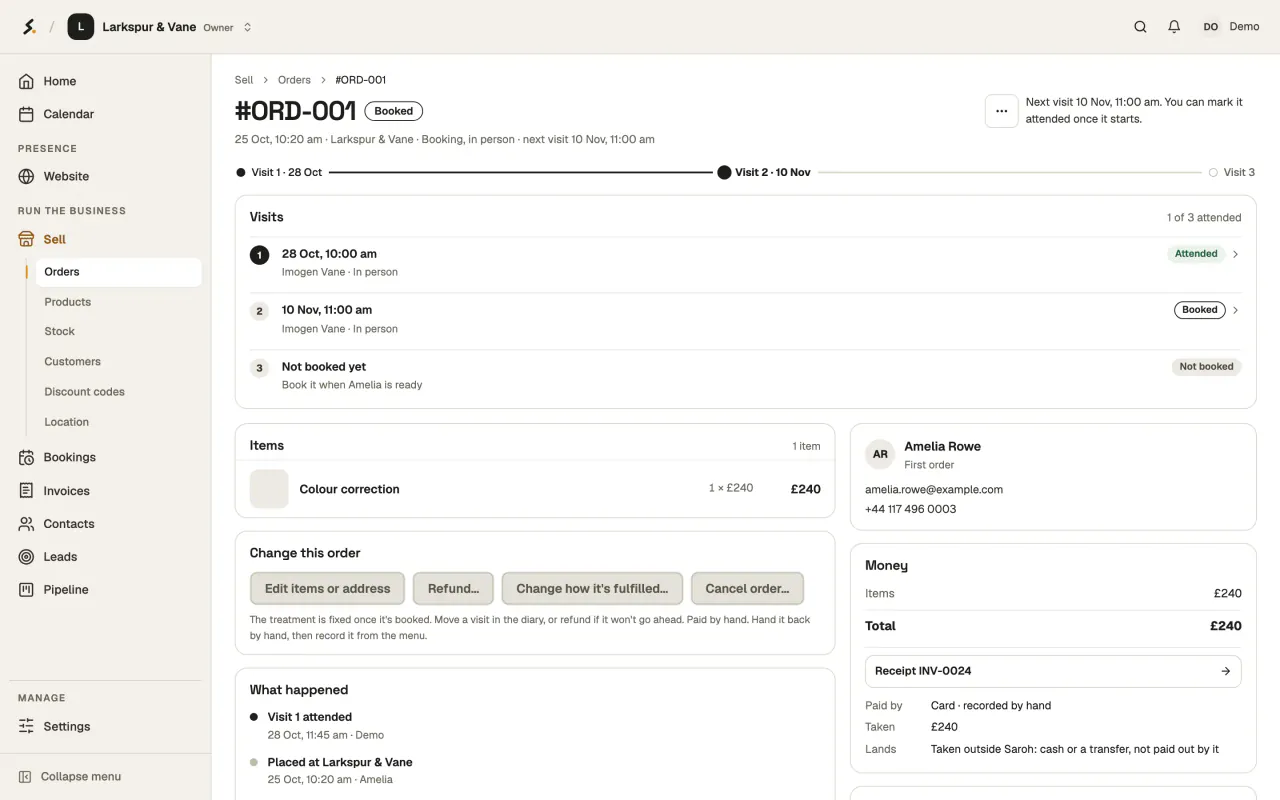 / L Larkspur & Vane Owner
DO Demo
Home
Calendar
PRESENCE
Website
RUN THE BUSINESS
Sell
Orders
Products
Stock
Customers
Discount codes
Location
Bookings
Invoices
Contacts
Leads
Pipeline
MANAGE
Settings
Collapse menu
Sell > Orders > #ORD-001
#ORD-001 Booked
25 Oct, 10:20 am · Larkspur & Vane · Booking, in person · next visit 10 Nov, 11:00 am
Next visit 10 Nov, 11:00 am. You can mark it
attended once it starts.
Visit 1 · 28 Oct
Visit 2 · 10 Nov
Visit 3
Visits
1 of 3 attended
1
28 Oct, 10:00 am
Imogen Vane · In person
Attended
2
10 Nov, 11:00 am
Imogen Vane · In person
Booked
3
Not booked yet
Book it when Amelia is ready
Not booked
Items
1 item
Colour correction
1 × £240
£240
Change this order
Edit items or address
Refund...
Change how it's fulfilled...
Cancel order...
The treatment is fixed once it's booked. Move a visit in the diary, or refund if it won't go ahead. Paid by hand. Hand it back
by hand, then record it from the menu.
What happened
Visit 1 attended
28 Oct, 11:45 am · Demo
Placed at Larkspur & Vane
25 Oct, 10:20 am · Amelia
AR
Amelia Rowe
First order
amelia.rowe@example.com
+44 117 496 0003
Money
Items £240
Total £240
Receipt INV-0024 →
Paid by Card · recorded by hand
Taken £240
Lands Taken outside Saroh: cash or a transfer, not paid out by it